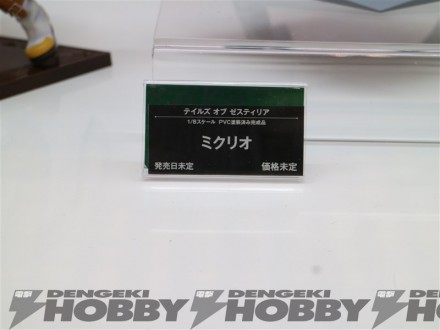 テイルズ オブ ゼスティリア
1/8スケール PVC塗装済み完成品
ミクリオ
発売日未定 価格未定
DENGEKI HOBBY DENGEKI HOBBY DENGEKI HOBBY